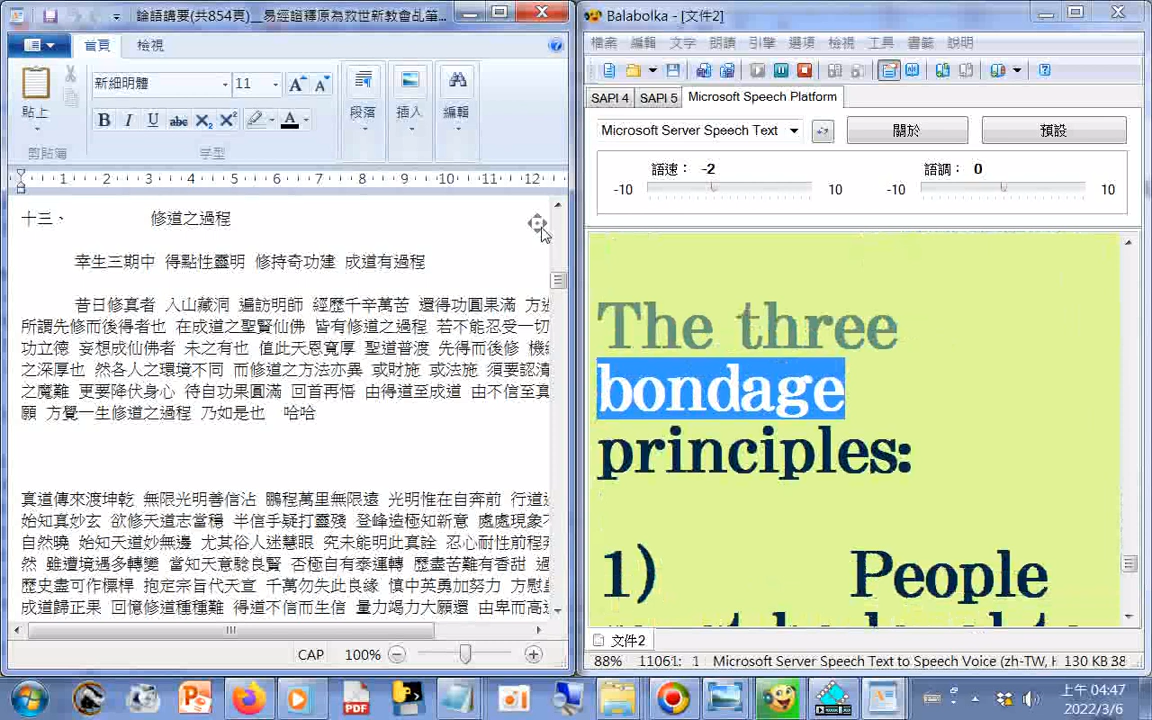 論語講要(共854頁)__易經證釋原為救世新教會乩筆...
首頁 檢視
貼上
新細明體 11
B I U abc X₂ X²
A
段落
插入
編輯
剪貼簿
字型
1 2 3 4 5 6 7 8 9 10 11 12
十三、 修道之過程
幸生三期中 得點性靈明 修持奇功建 成道有過程
昔日修真者 入山藏洞 遍訪明師 經歷千辛萬苦 還得功圓果滿 方
所謂先修而後得者也 在成道之聖賢仙佛 皆有修道之過程 若不能忍受一切
功立德 妄想成仙佛者 未之有也 值此天恩寬厚 聖道普渡 先得而後修 機
之深厚也 然各人之環境不同 而修道之方法亦異 或財施 或法施 須要認清
之魔難 更要降伏身心 待自功果圓滿 回首再悟 由得道至成道 由不信至真
願 方覺一生修道之過程 乃如是也 哈哈
真道傳來渡坤乾 無限光明善信沾 鵬程萬里無限遠 光明惟在自奔前 行道
始知真妙玄 欲修天道志當穩 半信半疑打靈殘 登峰造極知新意 處處現象
自然曉 始知天道妙無邊 尤其俗人迷慧眼 究未能明此真詮 忍心耐性前程
然 雖遭境遇多轉變 當知天意驗良賢 否極自有泰運轉 歷盡苦難有香甜 過
歷史盡可作標桿 抱定宗旨代天宣 千萬勿失此良緣 慎中英勇加努力 方慰
成道歸正果 回憶修道種種難 得道不信而生信 量力竭力大願還 由卑而高
CAP 100%
Balabolka - [文件2]
檔案 編輯 文字 朗讀 引擎 選項 檢視 工具 書籤 說明
SAPI 4 SAPI 5 Microsoft Speech Platform
Microsoft Server Speech Text 關於 預設
語速： -2 語調： 0
-10 10 -10 10
The three
bondage
principles:
1) People
文件2
88% 11061: 1 Microsoft Server Speech Text to Speech Voice (zh-TW, H 130 KB 38
PDF
上午 04:47
2022/3/6